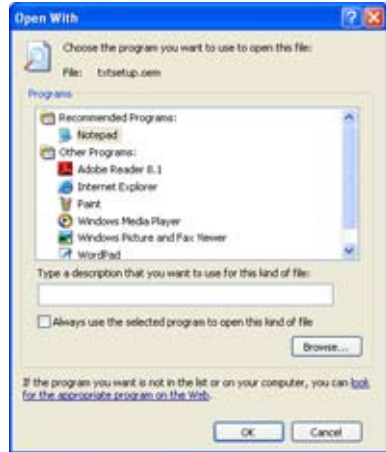 Open With
Choose the program you want to use to open this file:
File: txtsetup.oem
Programs
Recommended Programs:
Notepad
Other Programs:
Adobe Reader 8.1
Internet Explorer
Paint
Windows Media Player
Windows Picture and Fax Viewer
WordPad
Type a description that you want to use for this kind of file:
Always use the selected program to open this kind of file
Browse...
If the program you want is not in the list or on your computer, you can look
for the appropriate program on the Web.
OK Cancel